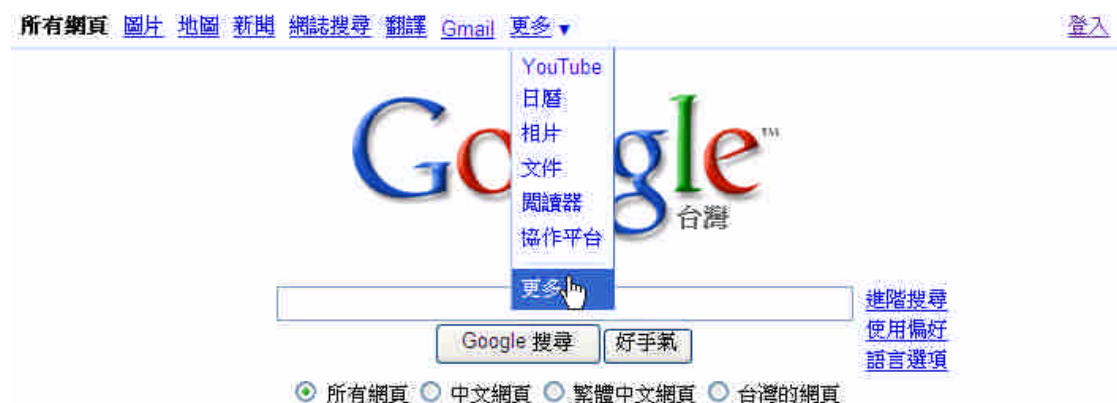 所有網頁 圖片 地圖 新聞 網誌搜尋 翻譯 Gmail 更多 ▼ 登入
YouTube
日曆
相片
文件
閱讀器
協作平台
更多
Google™
台灣
進階搜尋
使用偏好
語言選項
Google 搜尋 好手氣
所有網頁 中文網頁 繁體中文網頁 台灣的網頁